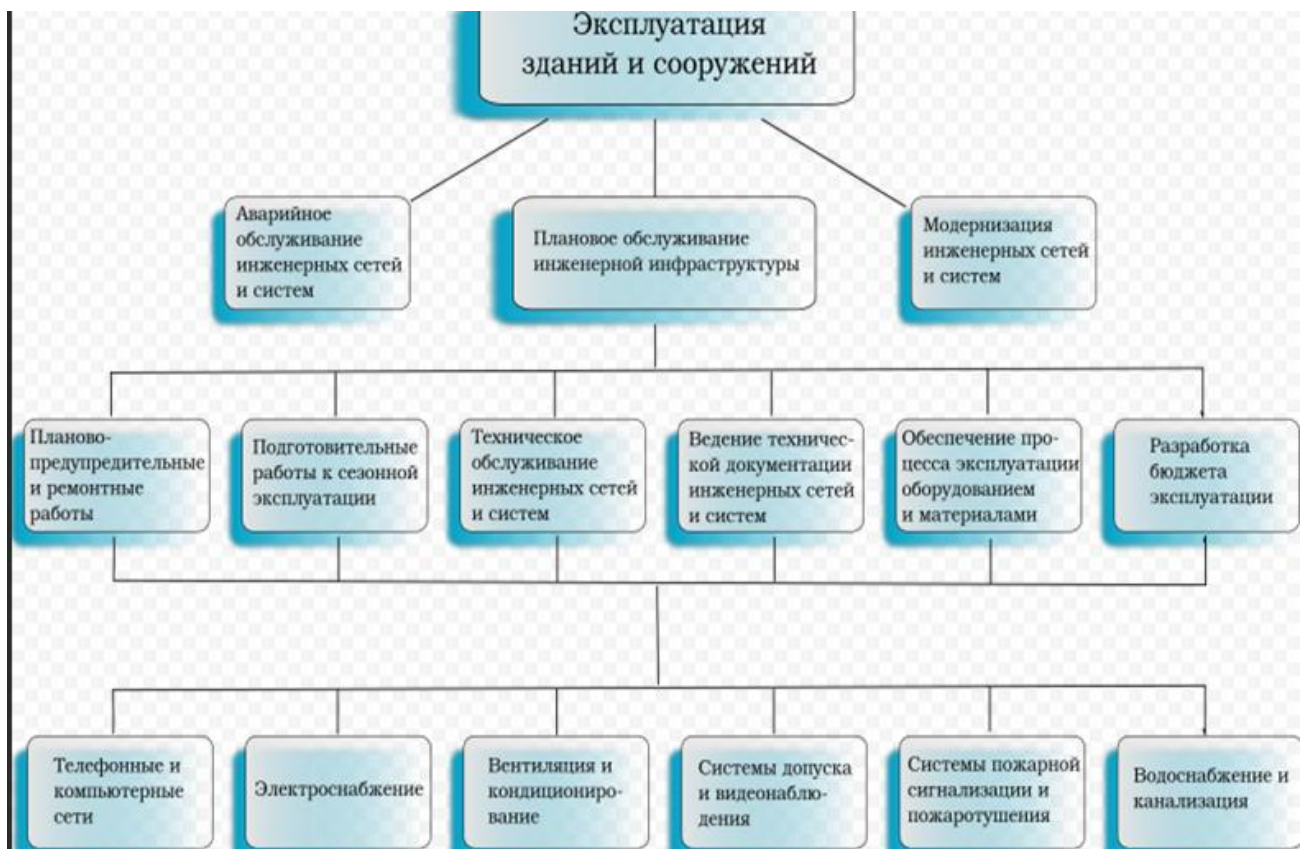 Эксплуатация
зданий и сооружений
Аварийное
обслуживание
инженерных сетей
и систем
Плановое обслуживание
инженерной инфраструктуры
Модернизация
инженерных сетей
и систем
Планово-
предупредительные
и ремонтные
работы
Подготовительные
работы к сезонной
эксплуатации
Техническое
обслуживание
инженерных сетей
и систем
Ведение техничес-
кой документации
инженерных сетей
и систем
Обеспечение про-
цесса эксплуатации
оборудованием
и материалами
Разработка
бюджета
эксплуатации
Телефонные и
компьютерные
сети
Электроснабжение
Вентиляция и
кондициониро-
вание
Системы допуска
и видеонаблю-
дения
Системы пожарной
сигнализации и
пожаротушения
Водоснабжение и
канализация